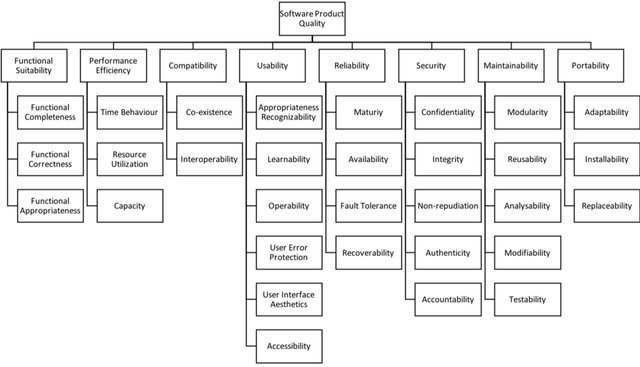 Software Product
Quality
Functional
Suitability
Performance
Efficiency
Compatibility
Usability
Reliability
Security
Maintainability
Portability
Functional
Completeness
Functional
Correctness
Functional
Appropriateness
Time Behaviour
Resource
Utilization
Capacity
Co-existence
Interoperability
Appropriateness
Recognizability
Learnability
Operability
User Error
Protection
User Interface
Aesthetics
Accessibility
Maturiy
Availability
Fault Tolerance
Recoverability
Confidentiality
Integrity
Non-repudiation
Authenticity
Accountability
Modularity
Reusability
Analysability
Modifiability
Testability
Adaptability
Installability
Replaceability